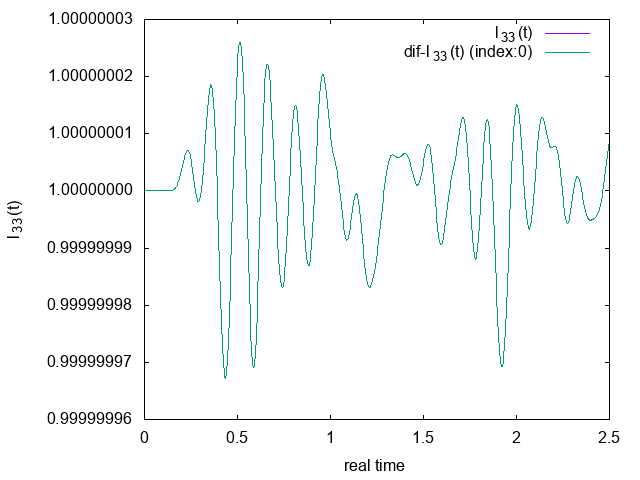 1.00000003
1.00000002
1.00000001
1.00000000
0.99999999
0.99999998
0.99999997
0.99999996
I33(t)
I33(t)
dif-I33(t) (index:0)
0 0.5 1 1.5 2 2.5
real time